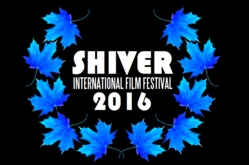 SHIVER
INTERNATIONAL FILM FESTIVAL
2016